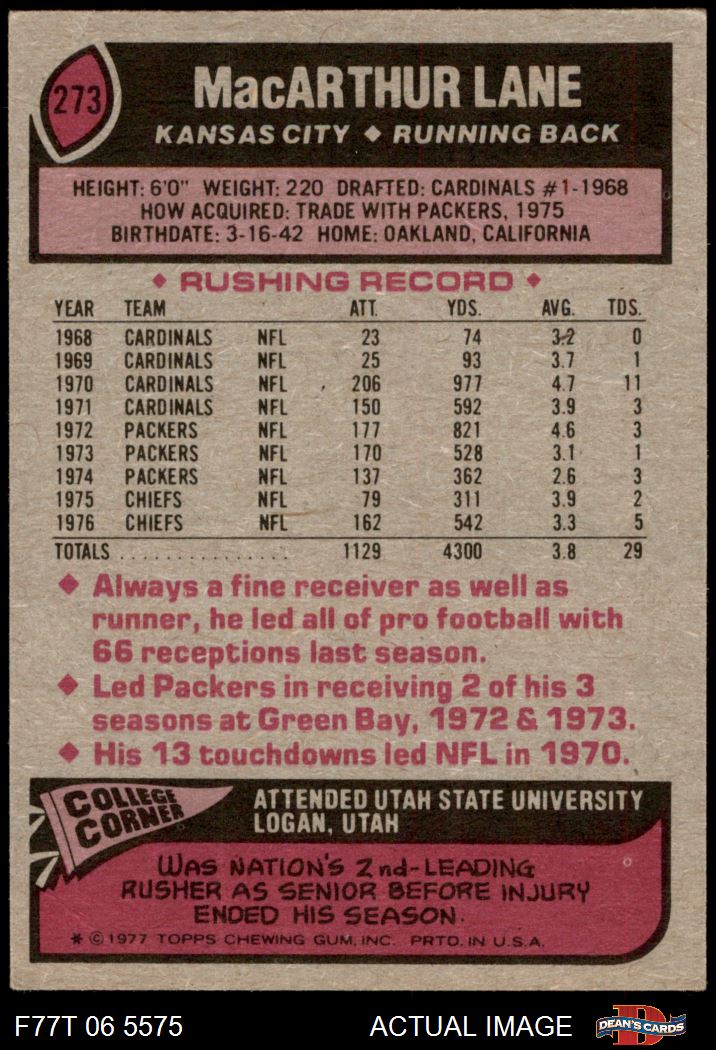 273
MacARTHUR LANE
KANSAS CITY ◆ RUNNING BACK
HEIGHT: 6'0" WEIGHT: 220 DRAFTED: CARDINALS #1-1968
HOW ACQUIRED: TRADE WITH PACKERS, 1975
BIRTHDATE: 3-16-42 HOME: OAKLAND, CALIFORNIA
◆ RUSHING RECORD ◆
YEAR TEAM ATT. YDS. AVG. TDS.
1968 CARDINALS NFL 23 74 3.2 0
1969 CARDINALS NFL 25 93 3.7 1
1970 CARDINALS NFL 206 977 4.7 11
1971 CARDINALS NFL 150 592 3.9 3
1972 PACKERS NFL 177 821 4.6 3
1973 PACKERS NFL 170 528 3.1 1
1974 PACKERS NFL 137 362 2.6 3
1975 CHIEFS NFL 79 311 3.9 2
1976 CHIEFS NFL 162 542 3.3 5
TOTALS . . . . . . . . . . . . . . . . 1129 4300 3.8 29
◆ Always a fine receiver as well as
runner, he led all of pro football with
66 receptions last season.
◆ Led Packers in receiving 2 of his 3
seasons at Green Bay, 1972 & 1973.
◆ His 13 touchdowns led NFL in 1970.
COLLEGE
CORNER
ATTENDED UTAH STATE UNIVERSITY
LOGAN, UTAH
WAS NATION'S 2nd-LEADING
RUSHER AS SENIOR BEFORE INJURY
ENDED HIS SEASON.
* © 1977 TOPPS CHEWING GUM, INC. PRTD. IN U.S.A.
F77T 06 5575 ACTUAL IMAGE
D
DEAN'S CARDS